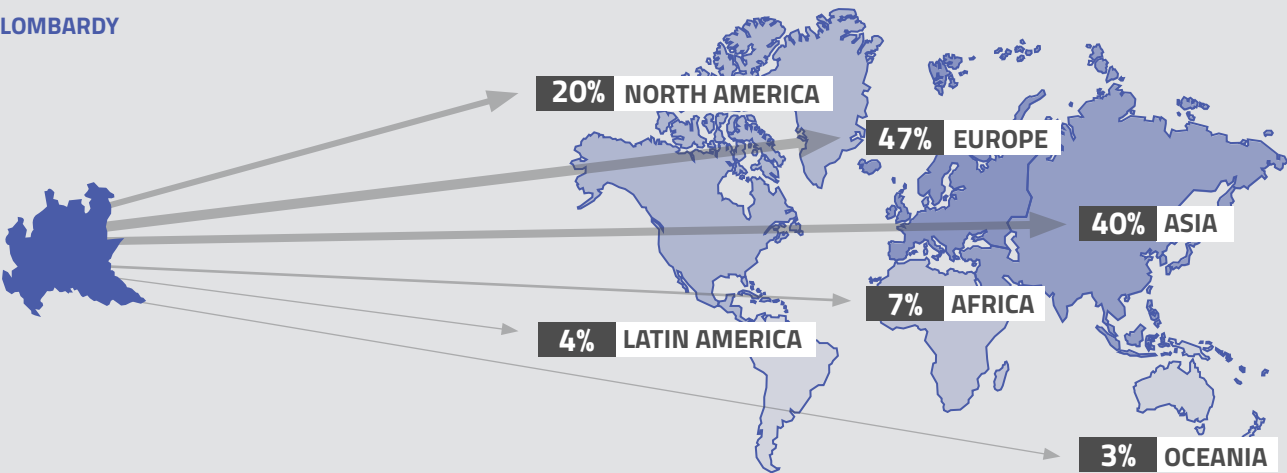 LOMBARDY
20% NORTH AMERICA
47% EUROPE
40% ASIA
7% AFRICA
4% LATIN AMERICA
3% OCEANIA